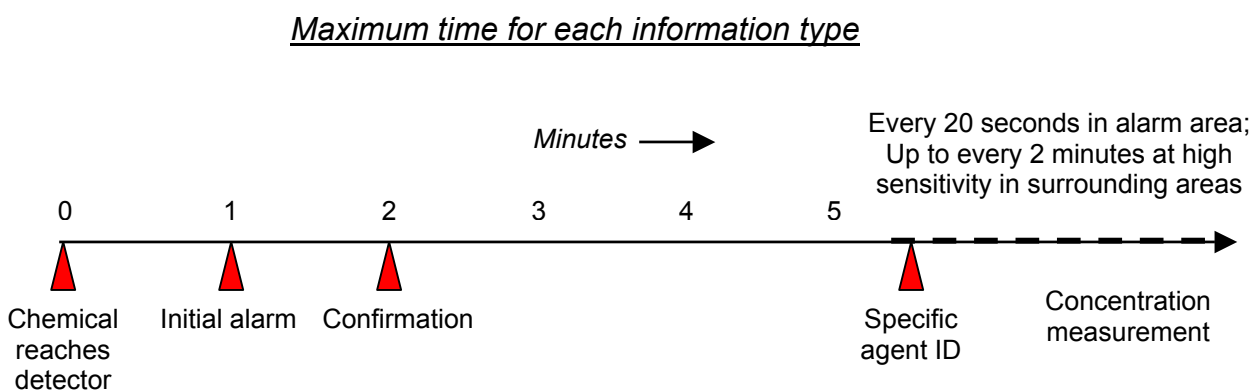 Maximum time for each information type
Minutes
Every 20 seconds in alarm area;
Up to every 2 minutes at high
sensitivity in surrounding areas
0 1 2 3 4 5
Chemical
reaches
detector
Initial alarm
Confirmation
Specific
agent ID
Concentration
measurement